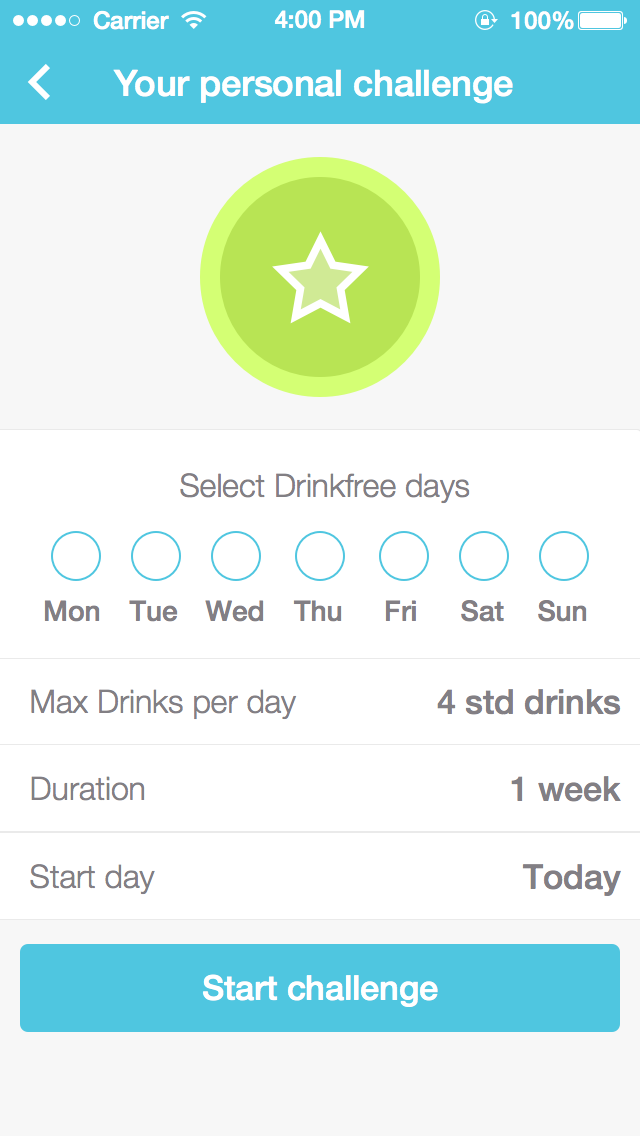 Carrier 4:00 PM 100%
Your personal challenge
Select Drinkfree days
Mon Tue Wed Thu Fri Sat Sun
Max Drinks per day 4 std drinks
Duration 1 week
Start day Today
Start challenge